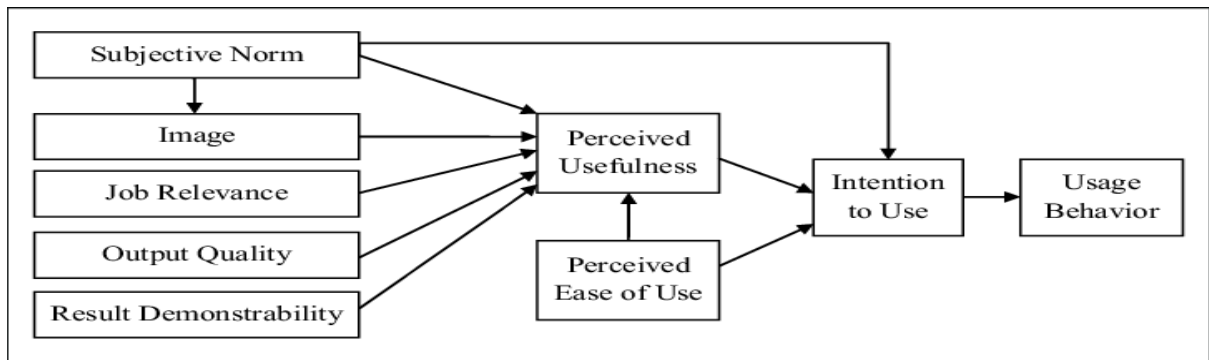 Subjective Norm
Image
Job Relevance
Output Quality
Result Demonstrability
Perceived
Usefulness
Perceived
Ease of Use
Intention
to Use
Usage
Behavior